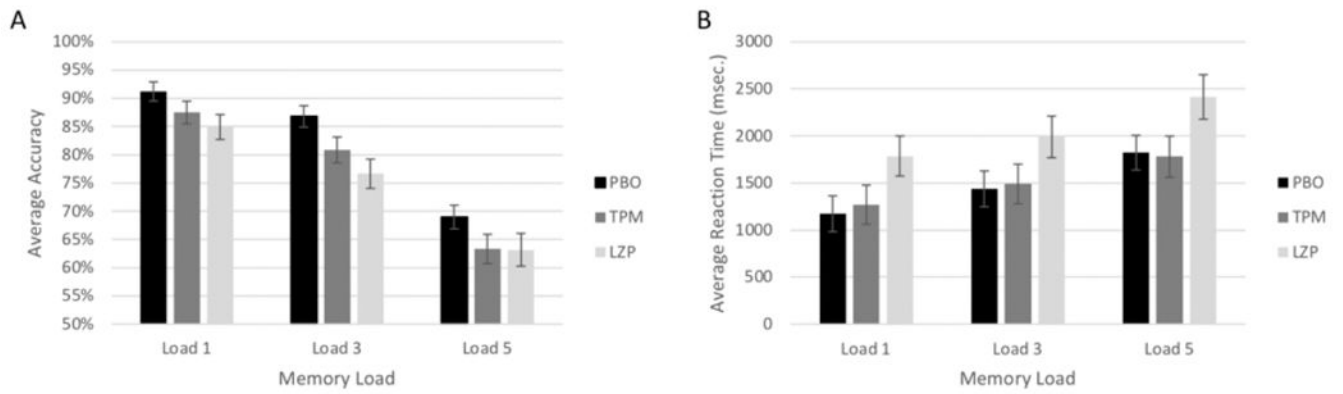 A
Average Accuracy
100%
95%
90%
85%
80%
75%
70%
65%
60%
55%
50%
Load 1
Load 3
Load 5
Memory Load
PBO
TPM
LZP
B
Average Reaction Time (msec.)
3000
2500
2000
1500
1000
500
0
Load 1
Load 3
Load 5
Memory Load
PBO
TPM
LZP